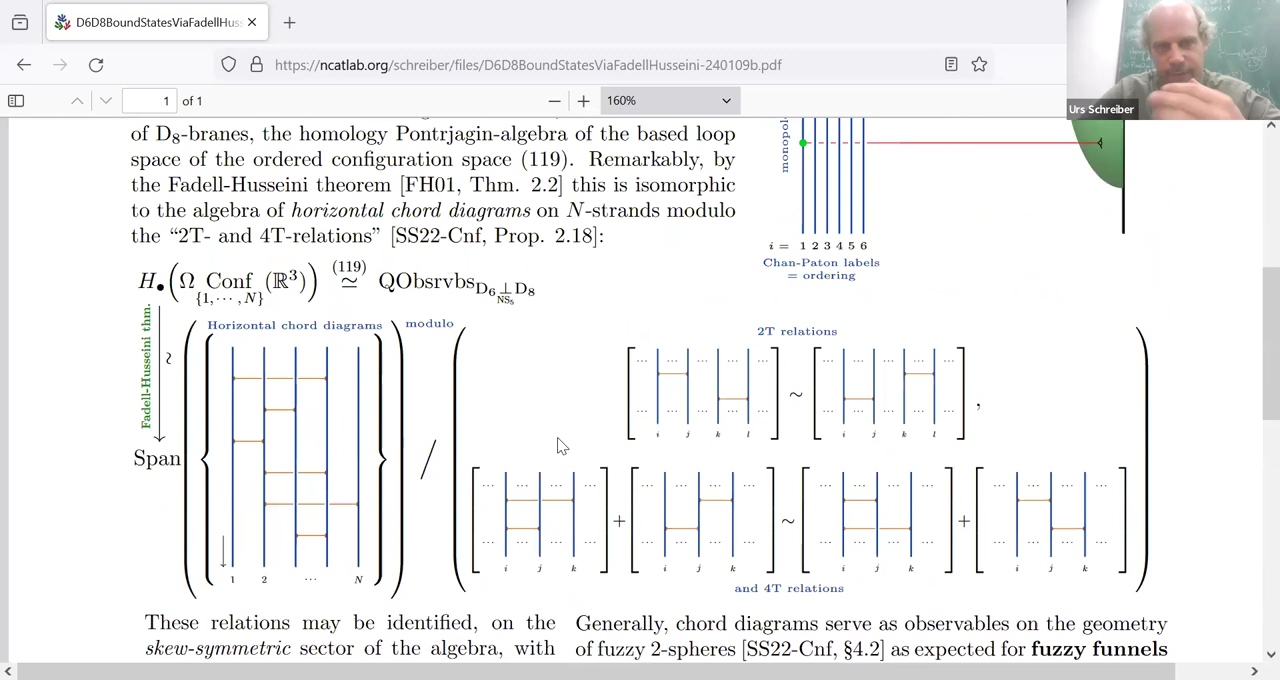 D6D8BoundStatesViaFadellHus
https://ncatlab.org/schreiber/files/D6D8BoundStatesViaFadellHusseini-240109b.pdf
Urs Schreiber
1 of 1
160%
of D₈-branes, the homology Pontrjagin-algebra of the based loop
space of the ordered configuration space (119). Remarkably, by
the Fadell-Husseini theorem [FH01, Thm. 2.2] this is isomorphic
to the algebra of horizontal chord diagrams on N-strands modulo
the “2T- and 4T-relations” [SS22-Cnf, Prop. 2.18]:
monopol
i = 1 2 3 4 5 6
Chan-Paton labels
= ordering
H•(Ω Conf{1,⋯,N}(ℝ³)) ≃(119) QObsrvbs D₆ ⊥NS₅ D₈
Fadell-Husseini thm.
≀
Horizontal chord diagrams
modulo
2T relations
Span
/
... ... ... ... ...
... ... ... ... ...
i j k l
~
... ... ... ... ...
... ... ... ... ...
i j k l
,
... ... ... ...
... ... ... ...
i j k
+
... ... ... ...
... ... ... ...
i j k
~
... ... ... ...
... ... ... ...
i j k
+
... ... ... ...
... ... ... ...
i j k
1 2 ... N
and 4T relations
These relations may be identified, on the
skew-symmetric sector of the algebra, with
Generally, chord diagrams serve as observables on the geometry
of fuzzy 2-spheres [SS22-Cnf, §4.2] as expected for fuzzy funnels